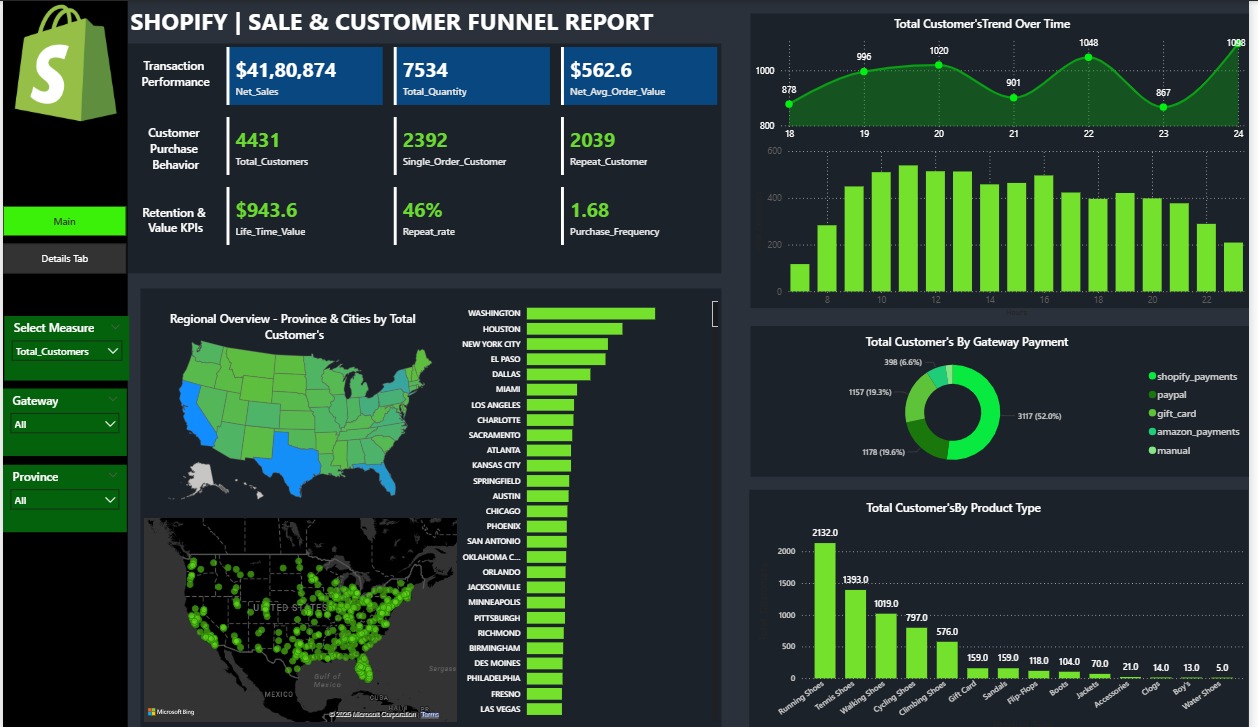 SHOPIFY | SALE & CUSTOMER FUNNEL REPORT
Transaction
Performance
$41,80,874
Net_Sales
7534
Total_Quantity
$562.6
Net_Avg_Order_Value
Customer
Purchase
Behavior
4431
Total_Customers
2392
Single_Order_Customer
2039
Repeat_Customer
Retention &
Value KPIs
$943.6
Life_Time_Value
46%
Repeat_rate
1.68
Purchase_Frequency
Main
Details Tab
Select Measure
Total_Customers
Gateway
All
Province
All
Regional Overview - Province & Cities by Total
Customer's
WASHINGTON
HOUSTON
NEW YORK CITY
EL PASO
DALLAS
MIAMI
LOS ANGELES
CHARLOTTE
SACRAMENTO
ATLANTA
KANSAS CITY
SPRINGFIELD
AUSTIN
CHICAGO
PHOENIX
SAN ANTONIO
OKLAHOMA C...
ORLANDO
JACKSONVILLE
MINNEAPOLIS
PITTSBURGH
RICHMOND
BIRMINGHAM
DES MOINES
PHILADELPHIA
FRESNO
LAS VEGAS
UNITED STATES
MEXICO
Gulf of
Mexico
CUBA
Sargass
Microsoft Bing
© 2025 Microsoft Corporation Terms
Total Customer'sTrend Over Time
1000
800
878
996
1020
901
1048
867
1098
18 19 20 21 22 23 24
600
400
200
0
8 10 12 14 16 18 20 22
Total Customer's By Gateway Payment
398 (6.6%)
1157 (19.3%)
1178 (19.6%)
3117 (52.0%)
shopify_payments
paypal
gift_card
amazon_payments
manual
Total Customer'sBy Product Type
2000
1500
1000
500
0
2132.0
1393.0
1019.0
797.0
576.0
159.0
159.0
118.0
104.0
70.0
21.0
14.0
13.0
5.0
Running Shoes
Tennis Shoes
Walking Shoes
Cycling Shoes
Climbing Shoes
Gift Card
Sandals
Flip Flops
Boots
Jackets
Accessories
Clogs
Boy's
Water Shoes